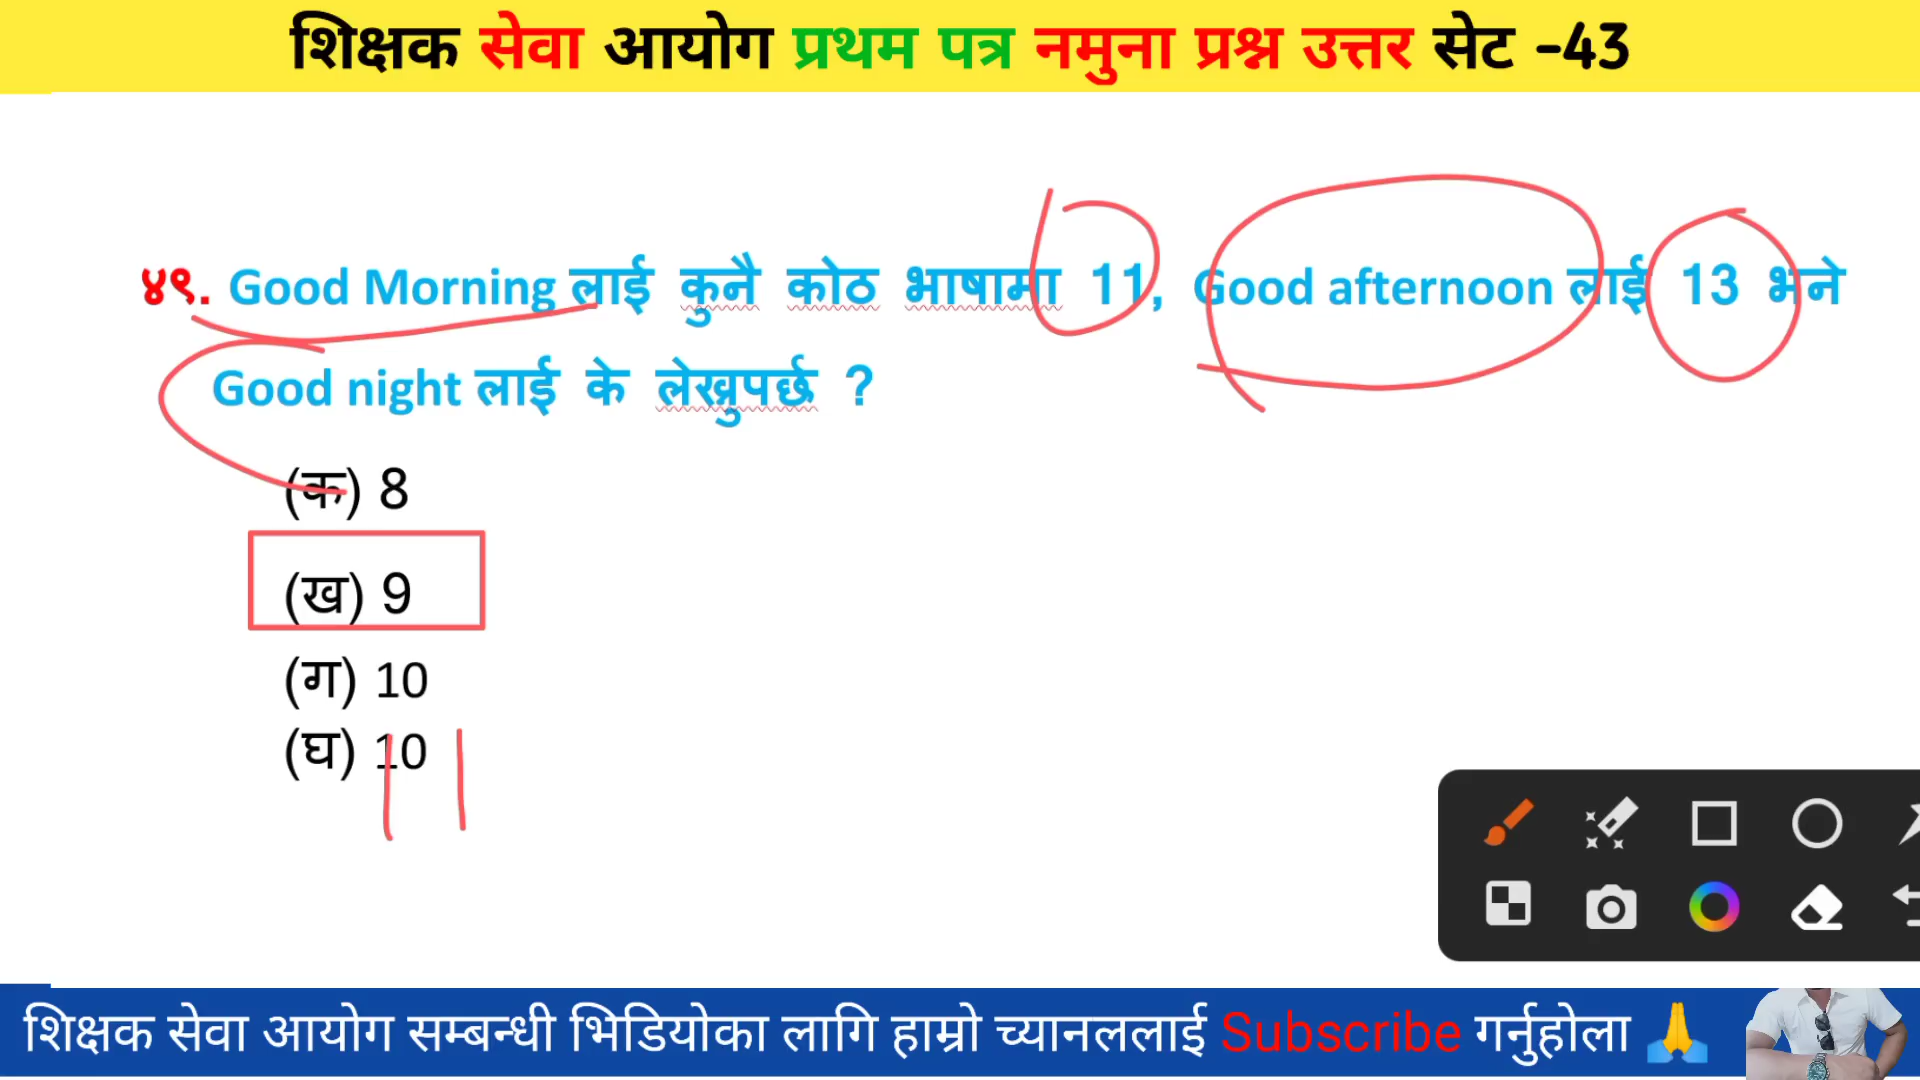 शिक्षक सेवा आयोग प्रथम पत्र नमुना प्रश्न उत्तर सेट -43
४९. Good Morning लाई कुनै कोठ भाषामा 11, Good afternoon लाई 13 भने
Good night लाई के लेख्नुपर्छ ?
(क) 8
(ख) 9
(ग) 10
(घ) 10
शिक्षक सेवा आयोग सम्बन्धी भिडियोका लागि हाम्रो च्यानललाई Subscribe गर्नुहोला 🙏